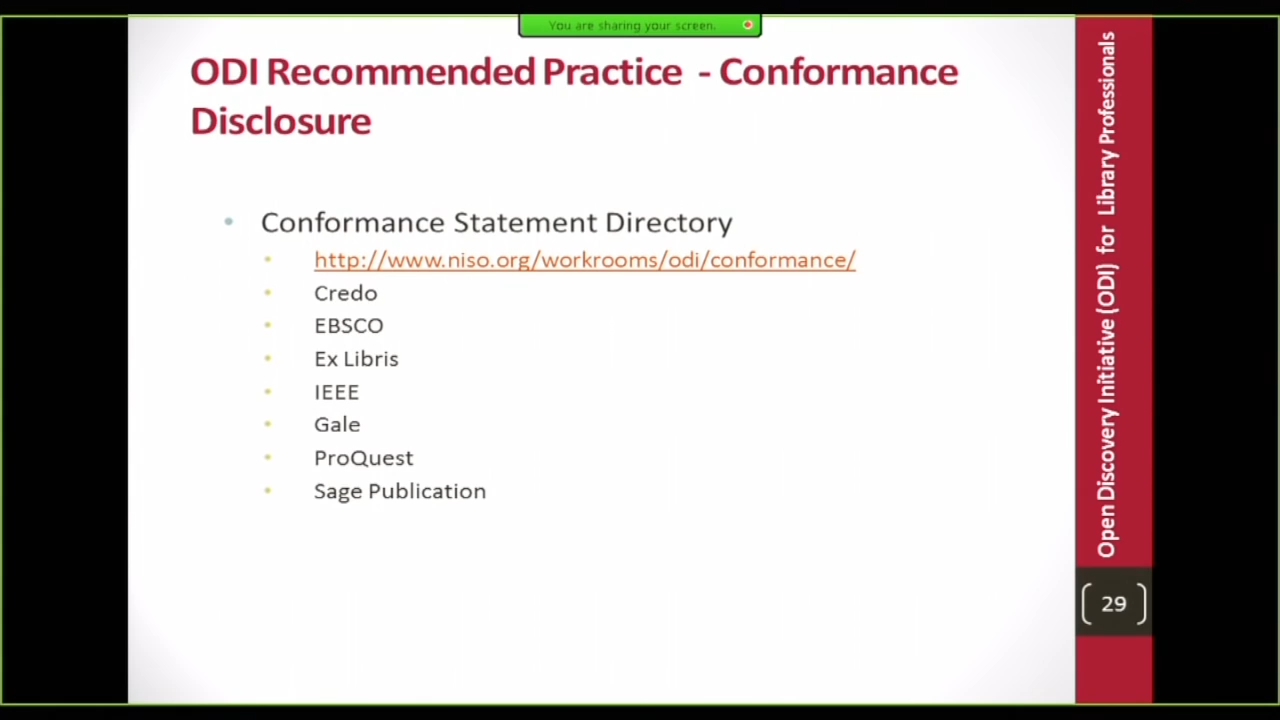 You are sharing your screen.
ODI Recommended Practice - Conformance
Disclosure
• Conformance Statement Directory
• http://www.niso.org/workrooms/odi/conformance/
• Credo
• EBSCO
• Ex Libris
• IEEE
• Gale
• ProQuest
• Sage Publication
Open Discovery Initiative (ODI) for Library Professionals
29